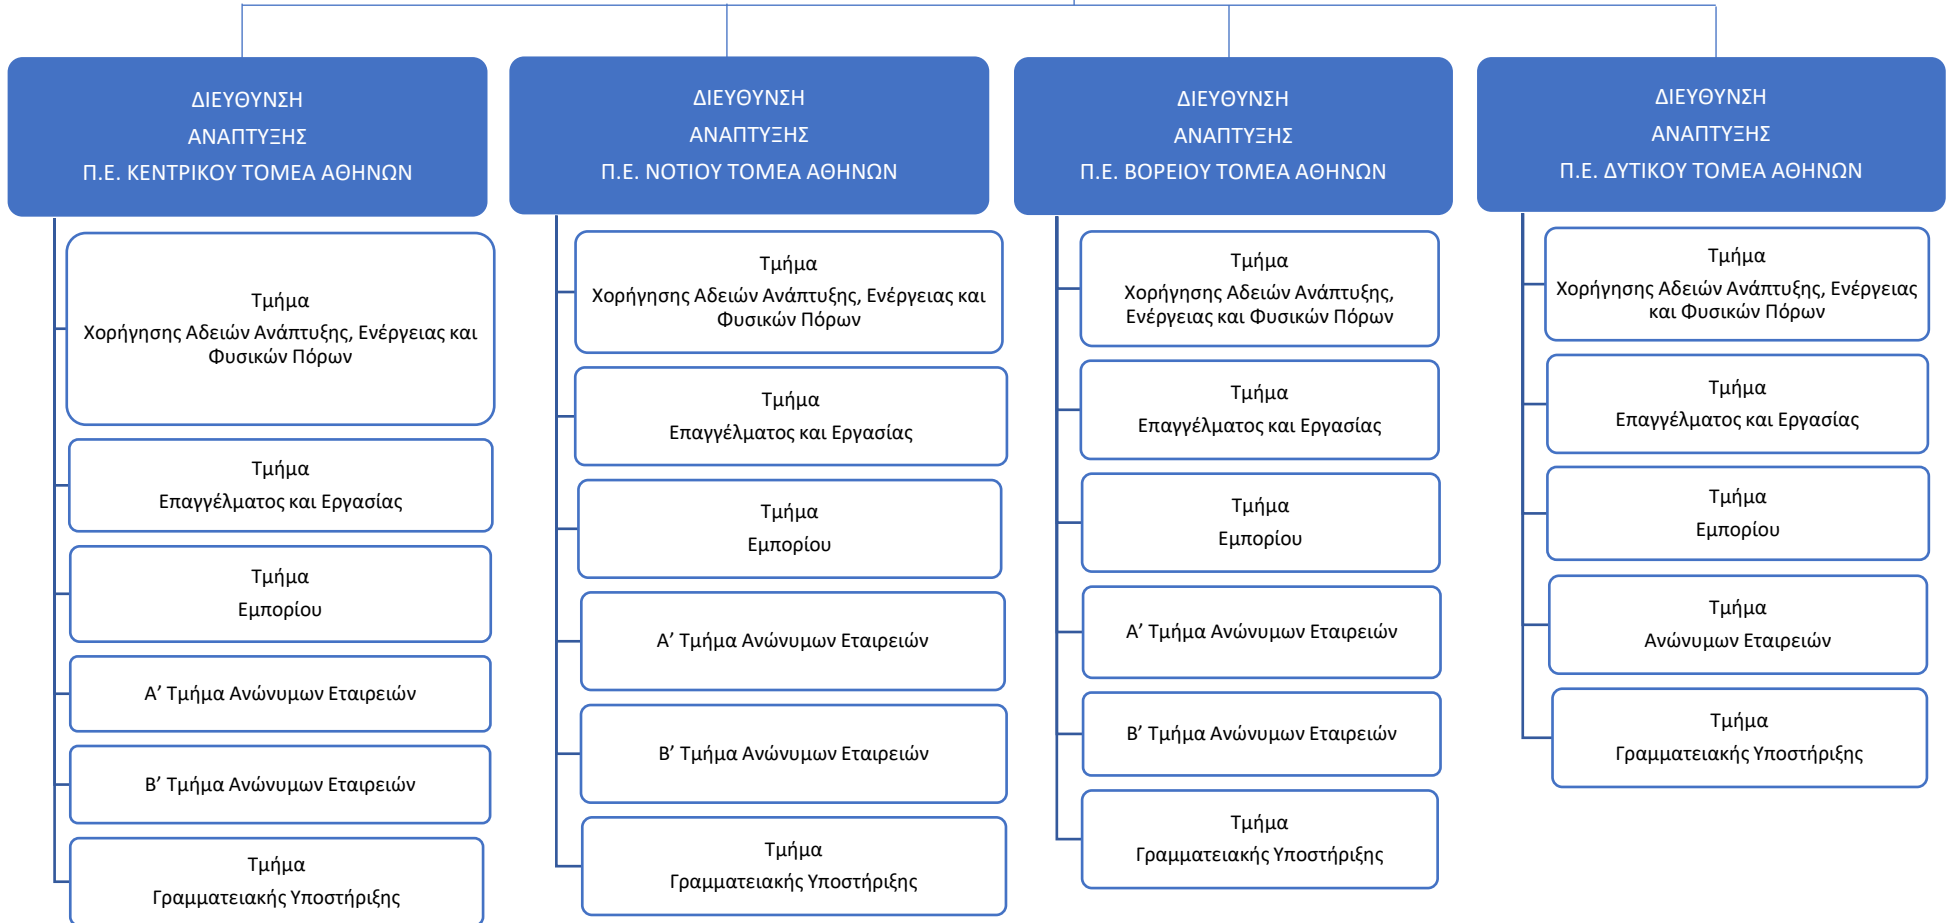 ΔΙΕΥΘΥΝΣΗ
ΑΝΑΠΤΥΞΗΣ
Π.Ε. ΚΕΝΤΡΙΚΟΥ ΤΟΜΕΑ ΑΘΗΝΩΝ
Τμήμα
Χορήγησης Αδειών Ανάπτυξης, Ενέργειας και
Φυσικών Πόρων
Τμήμα
Επαγγέλματος και Εργασίας
Τμήμα
Εμπορίου
Α’ Τμήμα Ανώνυμων Εταιρειών
Β’ Τμήμα Ανώνυμων Εταιρειών
Τμήμα
Γραμματειακής Υποστήριξης
ΔΙΕΥΘΥΝΣΗ
ΑΝΑΠΤΥΞΗΣ
Π.Ε. ΝΟΤΙΟΥ ΤΟΜΕΑ ΑΘΗΝΩΝ
Τμήμα
Χορήγησης Αδειών Ανάπτυξης, Ενέργειας και
Φυσικών Πόρων
Τμήμα
Επαγγέλματος και Εργασίας
Τμήμα
Εμπορίου
Α’ Τμήμα Ανώνυμων Εταιρειών
Β’ Τμήμα Ανώνυμων Εταιρειών
Τμήμα
Γραμματειακής Υποστήριξης
ΔΙΕΥΘΥΝΣΗ
ΑΝΑΠΤΥΞΗΣ
Π.Ε. ΒΟΡΕΙΟΥ ΤΟΜΕΑ ΑΘΗΝΩΝ
Τμήμα
Χορήγησης Αδειών Ανάπτυξης,
Ενέργειας και Φυσικών Πόρων
Τμήμα
Επαγγέλματος και Εργασίας
Τμήμα
Εμπορίου
Α’ Τμήμα Ανώνυμων Εταιρειών
Β’ Τμήμα Ανώνυμων Εταιρειών
Τμήμα
Γραμματειακής Υποστήριξης
ΔΙΕΥΘΥΝΣΗ
ΑΝΑΠΤΥΞΗΣ
Π.Ε. ΔΥΤΙΚΟΥ ΤΟΜΕΑ ΑΘΗΝΩΝ
Τμήμα
Χορήγησης Αδειών Ανάπτυξης, Ενέργειας
και Φυσικών Πόρων
Τμήμα
Επαγγέλματος και Εργασίας
Τμήμα
Εμπορίου
Τμήμα
Ανώνυμων Εταιρειών
Τμήμα
Γραμματειακής Υποστήριξης